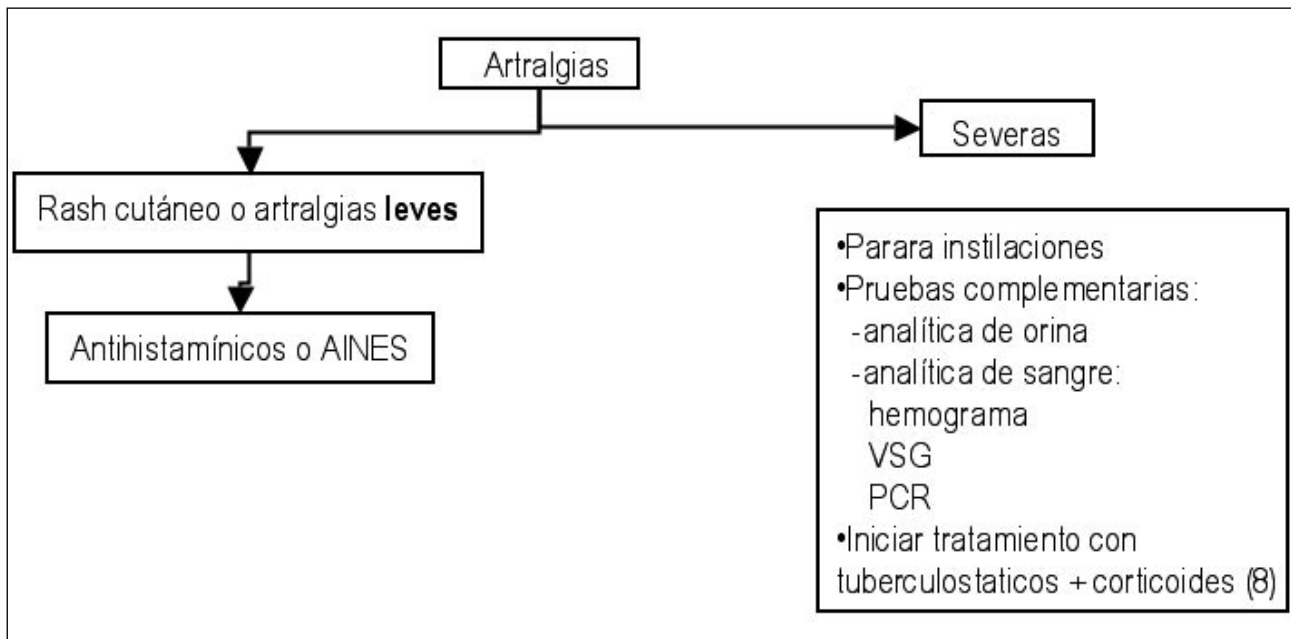 Artralgias
Severas
Rash cutáneo o artralgias leves
Antihistamínicos o AINES
•Parara instilaciones
•Pruebas complementarias:
-analítica de orina
-analítica de sangre:
hemograma
VSG
PCR
•Iniciar tratamiento con
tuberculostaticos + corticoides (8)